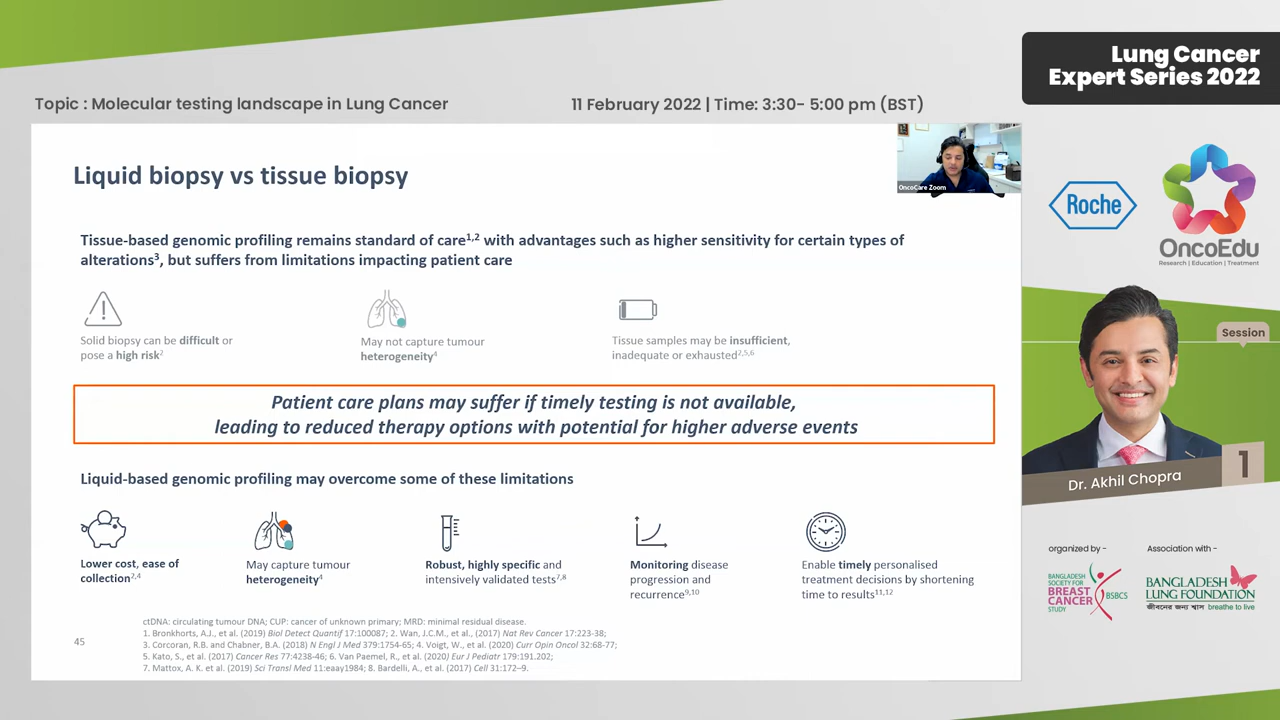 Lung Cancer
Expert Series 2022
Topic : Molecular testing landscape in Lung Cancer
11 February 2022 | Time: 3:30- 5:00 pm (BST)
Liquid biopsy vs tissue biopsy
OncoCare Zoom
Tissue-based genomic profiling remains standard of care1,2 with advantages such as higher sensitivity for certain types of
alterations3, but suffers from limitations impacting patient care
Solid biopsy can be difficult or
pose a high risk2
May not capture tumour
heterogeneity4
Tissue samples may be insufficient,
inadequate or exhausted2,5,6
Patient care plans may suffer if timely testing is not available,
leading to reduced therapy options with potential for higher adverse events
Liquid-based genomic profiling may overcome some of these limitations
Lower cost, ease of
collection2,4
May capture tumour
heterogeneity4
Robust, highly specific and
intensively validated tests7,8
Monitoring disease
progression and
recurrence9,10
Enable timely personalised
treatment decisions by shortening
time to results11,12
ctDNA: circulating tumour DNA; CUP: cancer of unknown primary; MRD: minimal residual disease.
1. Bronkhorts, A.J., et al. (2019) Biol Detect Quantif 17:100087; 2. Wan, J.C.M., et al., (2017) Nat Rev Cancer 17:223-38;
3. Corcoran, R.B. and Chabner, B.A. (2018) N Engl J Med 379:1754-65; 4. Voigt, W., et al. (2020) Curr Opin Oncol 32:68-77;
5. Kato, S., et al. (2017) Cancer Res 77:4238-46; 6. Van Paemel, R., et al. (2020) Eur J Pediatr 179:191.202;
7. Mattox, A. K. et al. (2019) Sci Transl Med 11:eaay1984; 8. Bardelli, A., et al. (2017) Cell 31:172–9.
45
Roche
OncoEdu
Research | Education | Treatment
Session
1
Dr. Akhil Chopra
organized by -
Association with -
BANGLADESH
SOCIETY FOR
BREAST
CANCER
STUDY
BSBCS
BANGLADESH
LUNG FOUNDATION
জীবনের জন্য শ্বাস breathe to live